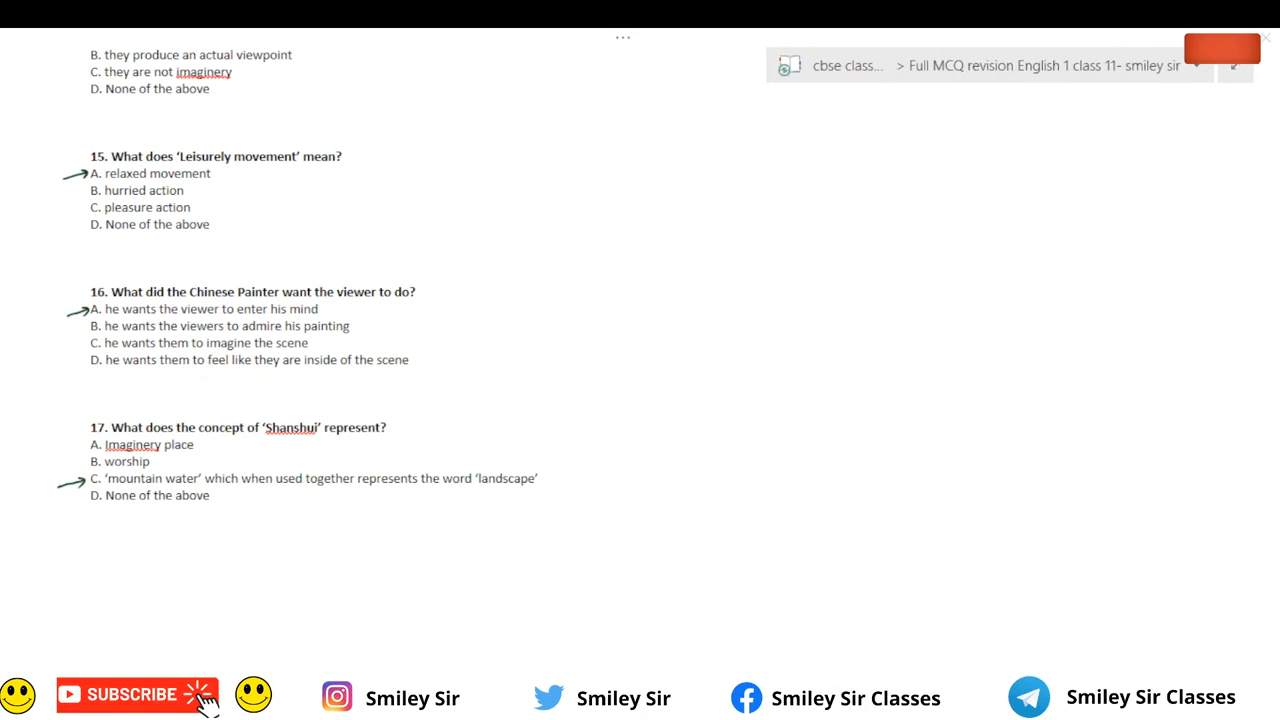 B. they produce an actual viewpoint
C. they are not imaginery
D. None of the above
cbse class... > Full MCQ revision English 1 class 11- smiley sir
15. What does ‘Leisurely movement’ mean?
A. relaxed movement
B. hurried action
C. pleasure action
D. None of the above
16. What did the Chinese Painter want the viewer to do?
A. he wants the viewer to enter his mind
B. he wants the viewers to admire his painting
C. he wants them to imagine the scene
D. he wants them to feel like they are inside of the scene
17. What does the concept of ‘Shanshui’ represent?
A. Imaginery place
B. worship
C. ‘mountain water’ which when used together represents the word ‘landscape’
D. None of the above
SUBSCRIBE Smiley Sir Smiley Sir Smiley Sir Classes Smiley Sir Classes